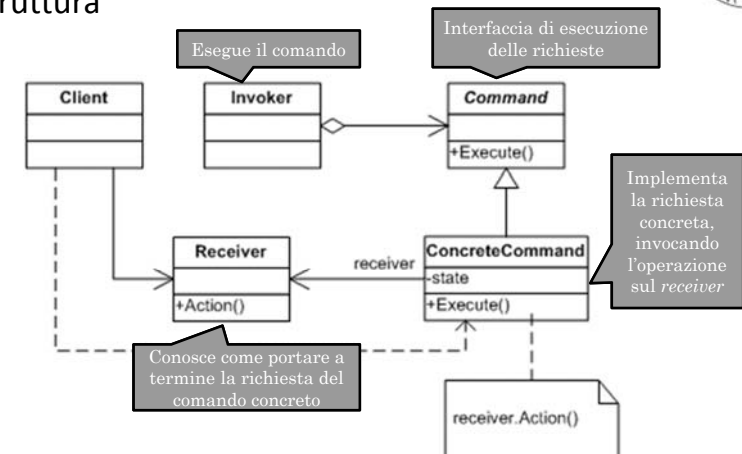 ruttura
Esegue il comando
Interfaccia di esecuzione
delle richieste
Client
Invoker
Command
+Execute()
Implementa
la richiesta
concreta,
invocando
l'operazione
sul receiver
Receiver
+Action()
receiver
ConcreteCommand
-state
+Execute()
Conosce come portare a
termine la richiesta del
comando concreto
receiver.Action()